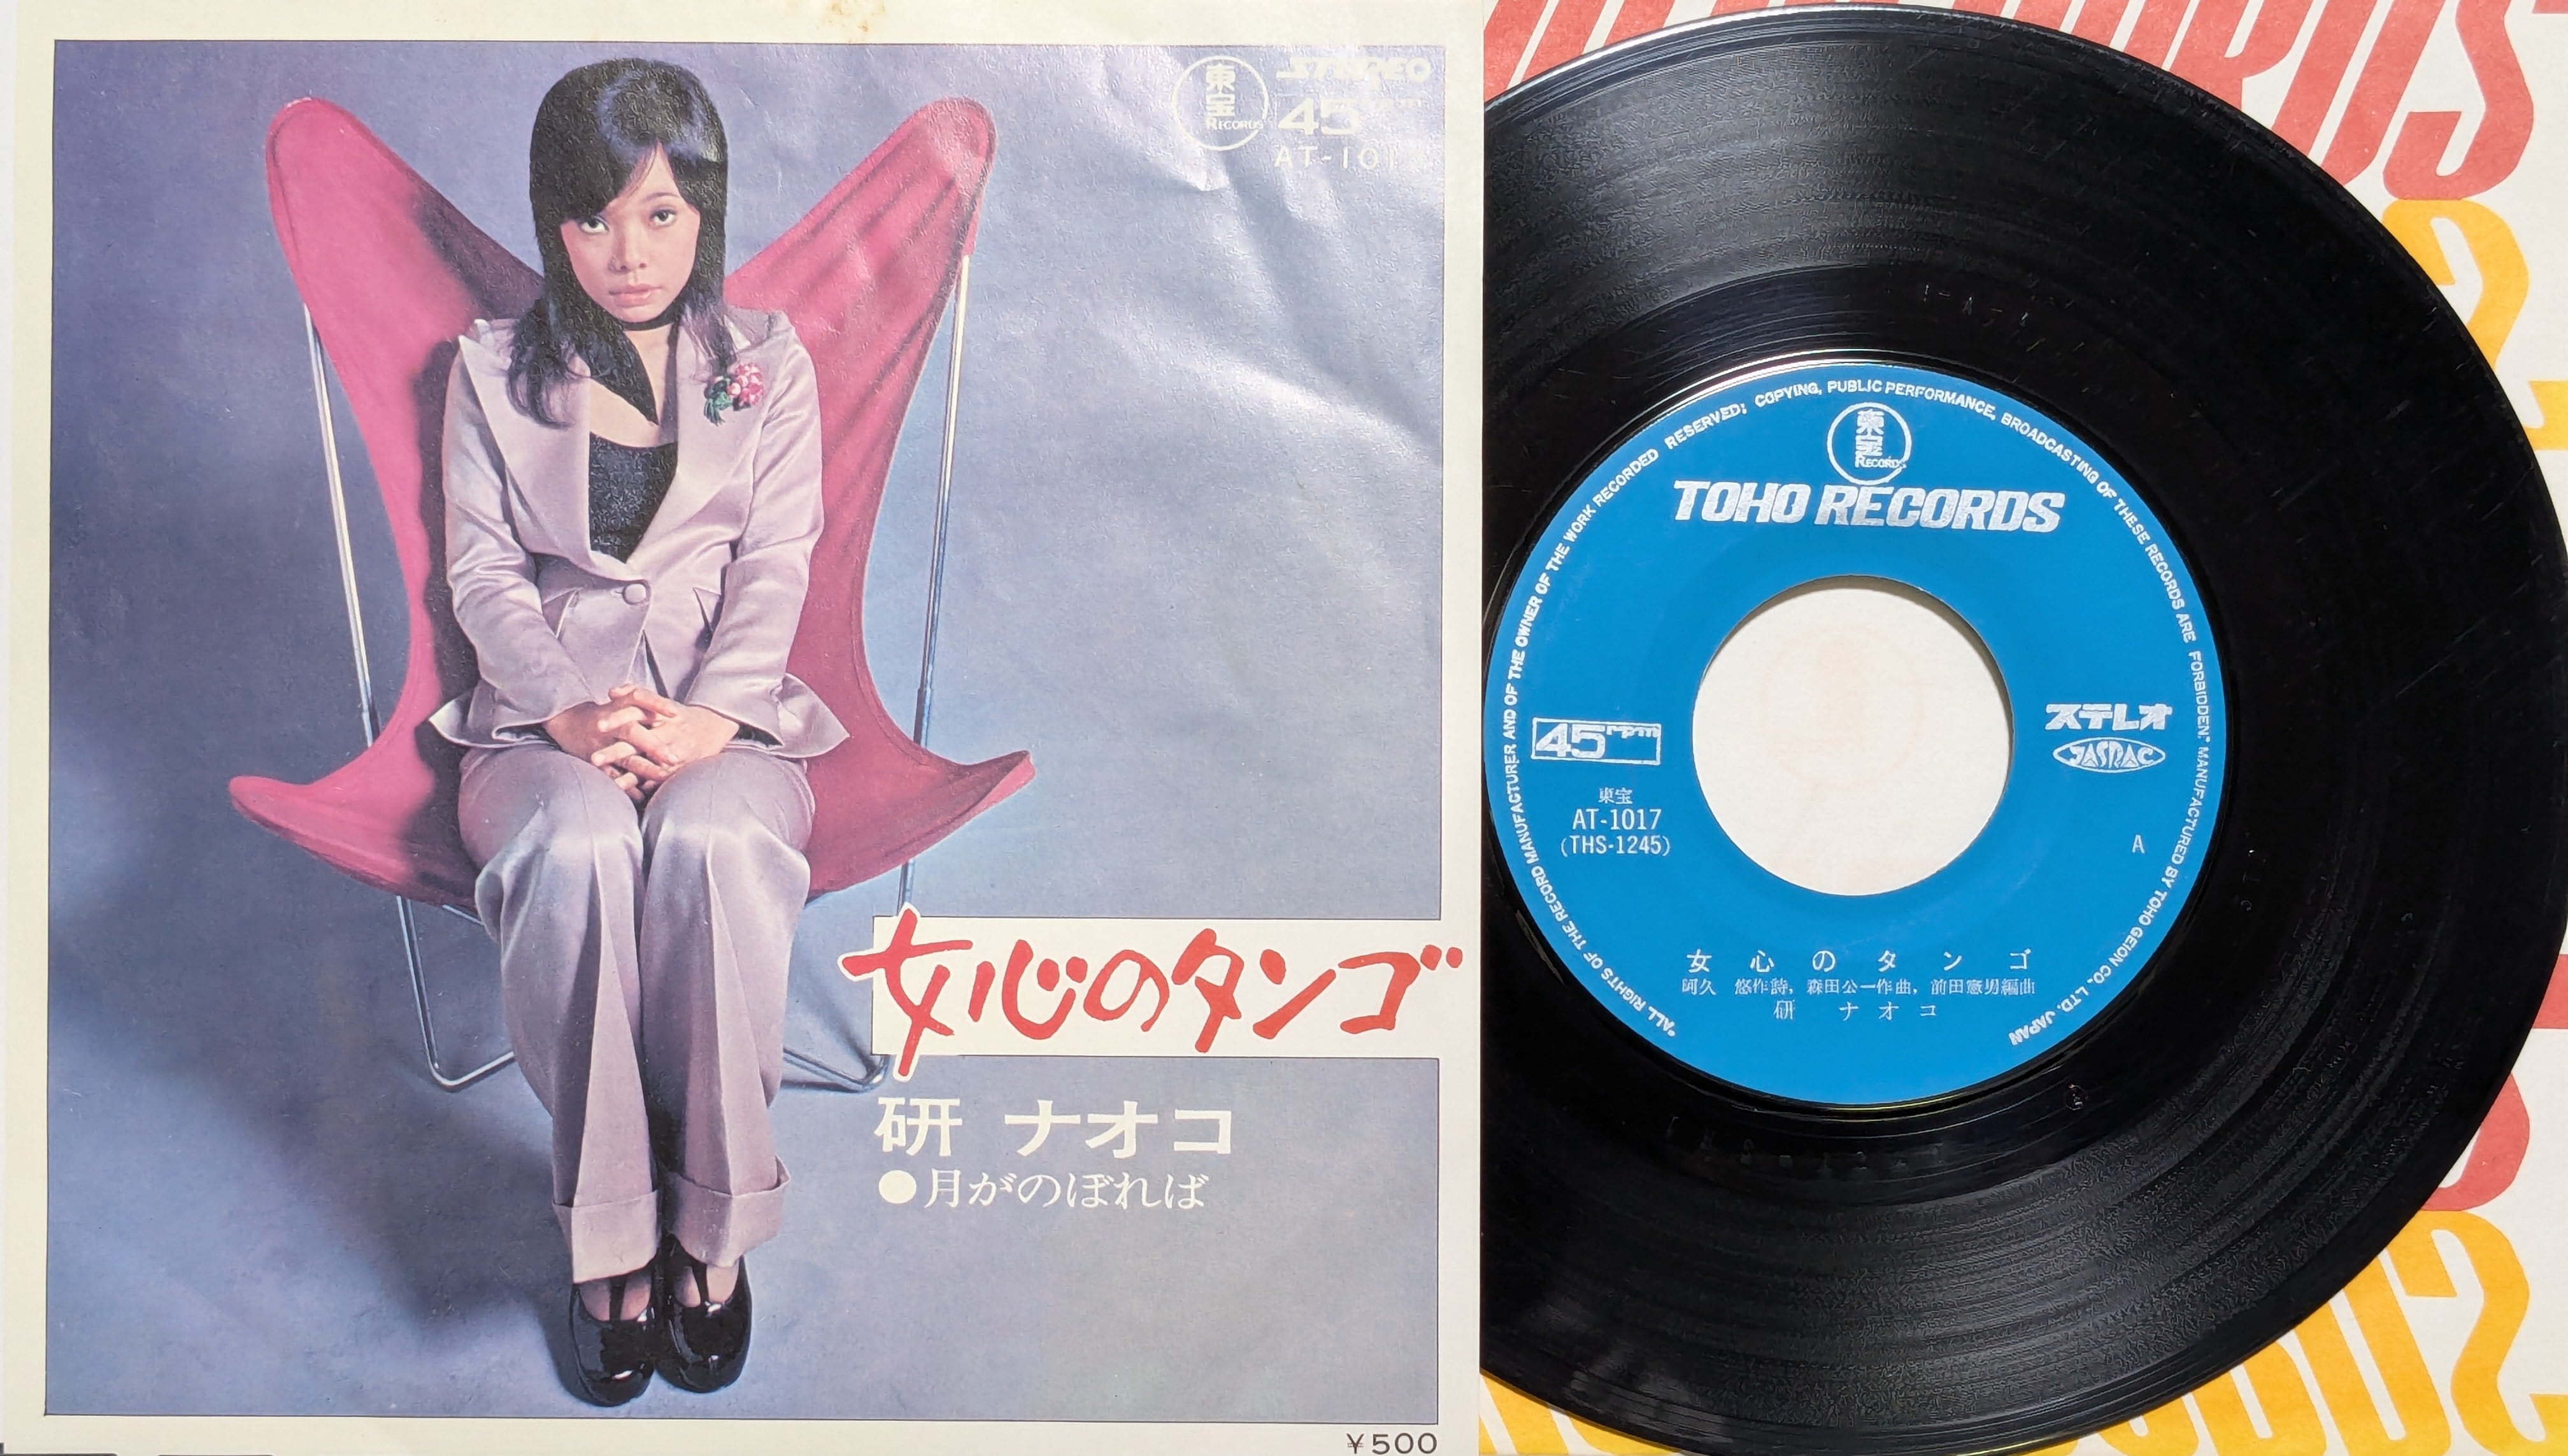 東宝
RECORDS
STEREO
45rpm
AT-1017
女心のタンゴ
研 ナオコ
●月がのぼれば
¥500
"ALL RIGHTS OF THE RECORD MANUFACTURER AND OF THE OWNER OF THE WORK RECORDED RESERVED; COPYING, PUBLIC PERFORMANCE, BROADCASTING OF THESE RECORDS ARE FORBIDDEN." MANUFACTURED BY TOHO GEION CO. LTD. JAPAN
東宝
RECORDS
TOHO RECORDS
45rpm
ステレオ
JASRAC
東宝
AT-1017
(THS-1245)
A
女心のタンゴ
阿久 悠作詩, 森田公一作曲, 前田憲男編曲
研 ナオコ